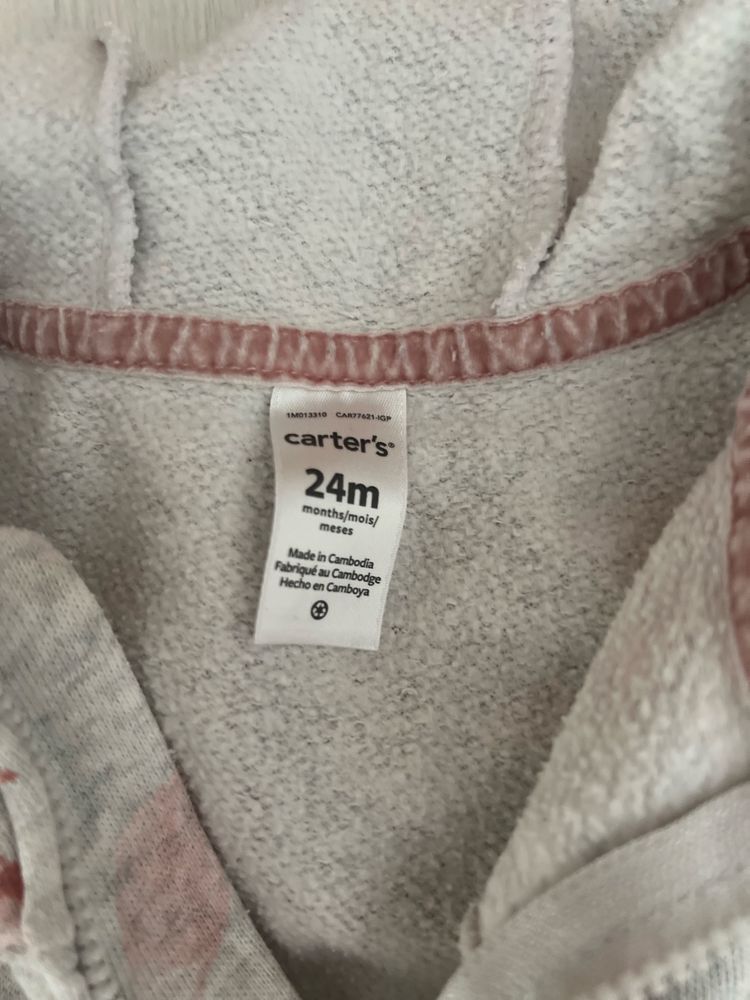 1M013310 CAR77621-IGP
carter's®
24m
months/mois/
meses
Made in Cambodia
Fabriqué au Cambodge
Hecho en Camboya